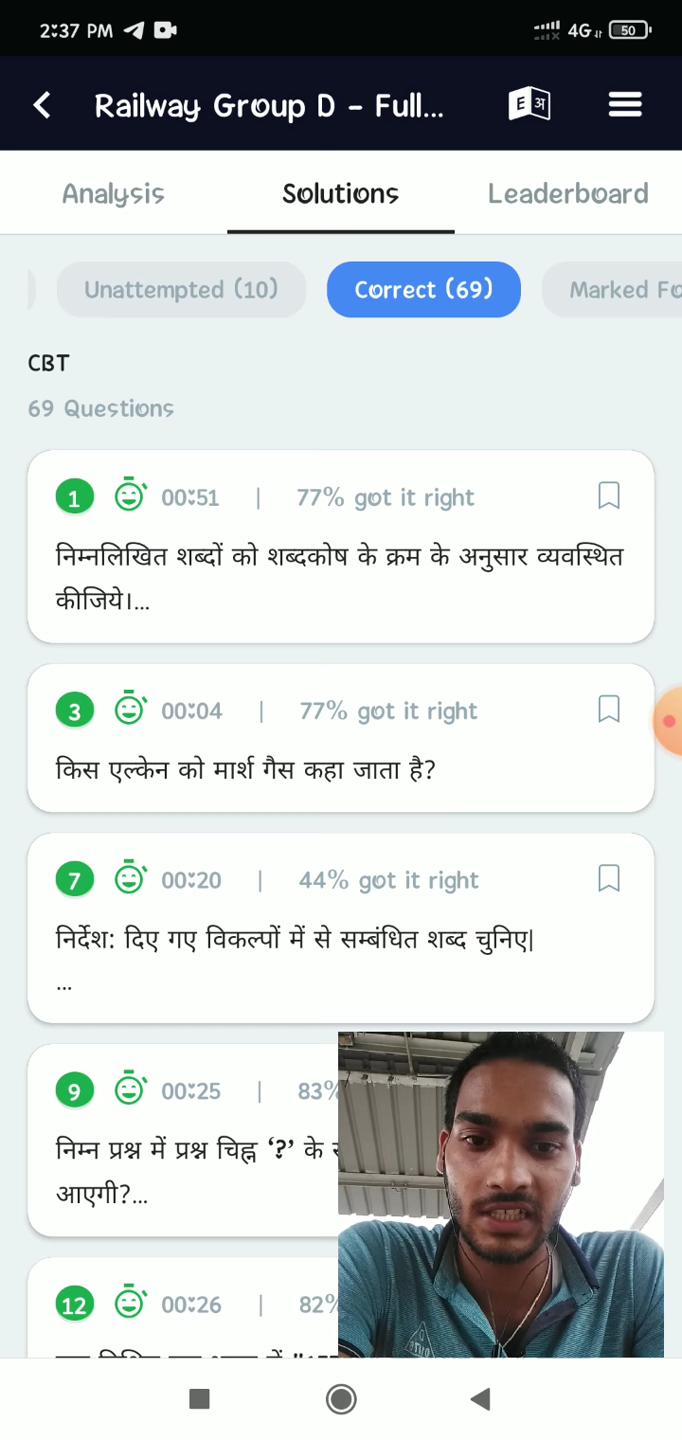 2:37 PM
4G
50
Railway Group D - Full...
E अ
Analysis
Solutions
Leaderboard
Unattempted (10)
Correct (69)
Marked Fo
CBT
69 Questions
1
00:51 | 77% got it right
निम्नलिखित शब्दों को शब्दकोष के क्रम के अनुसार व्यवस्थित
कीजिये।...
3
00:04 | 77% got it right
किस एल्केन को मार्श गैस कहा जाता है?
7
00:20 | 44% got it right
निर्देश: दिए गए विकल्पों में से सम्बंधित शब्द चुनिए|
...
9
00:25 | 83%
निम्न प्रश्न में प्रश्न चिह्न ‘?’ के
आएगी?...
12
00:26 | 82%